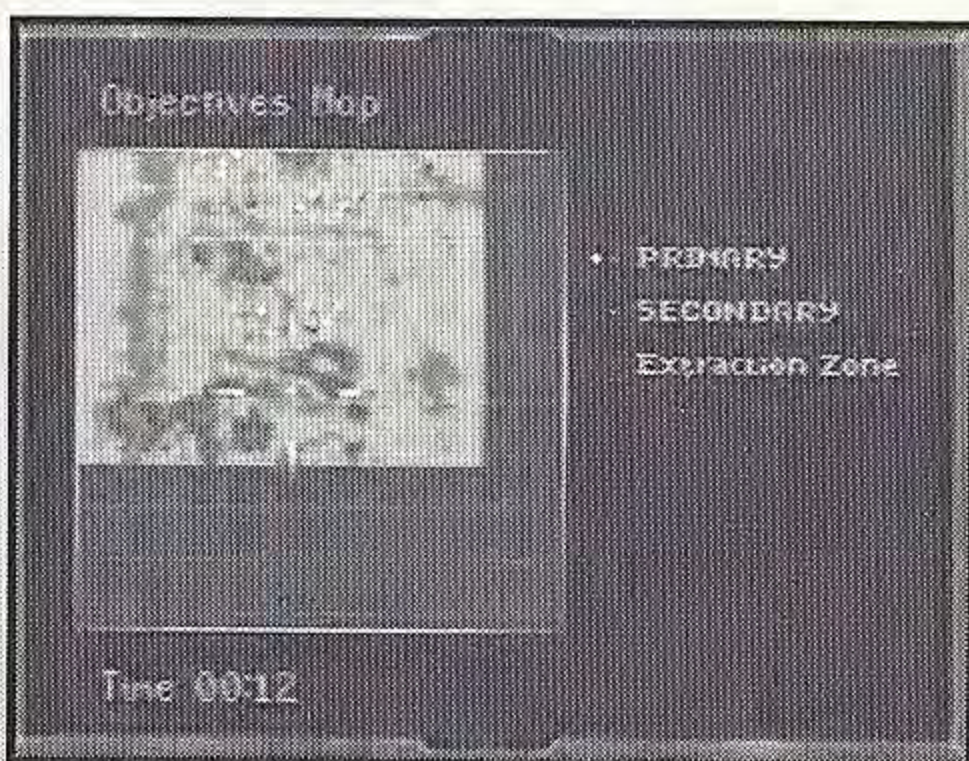 Objectives Map
PRIMARY
SECONDARY
Extraction Zone
Time 00:12